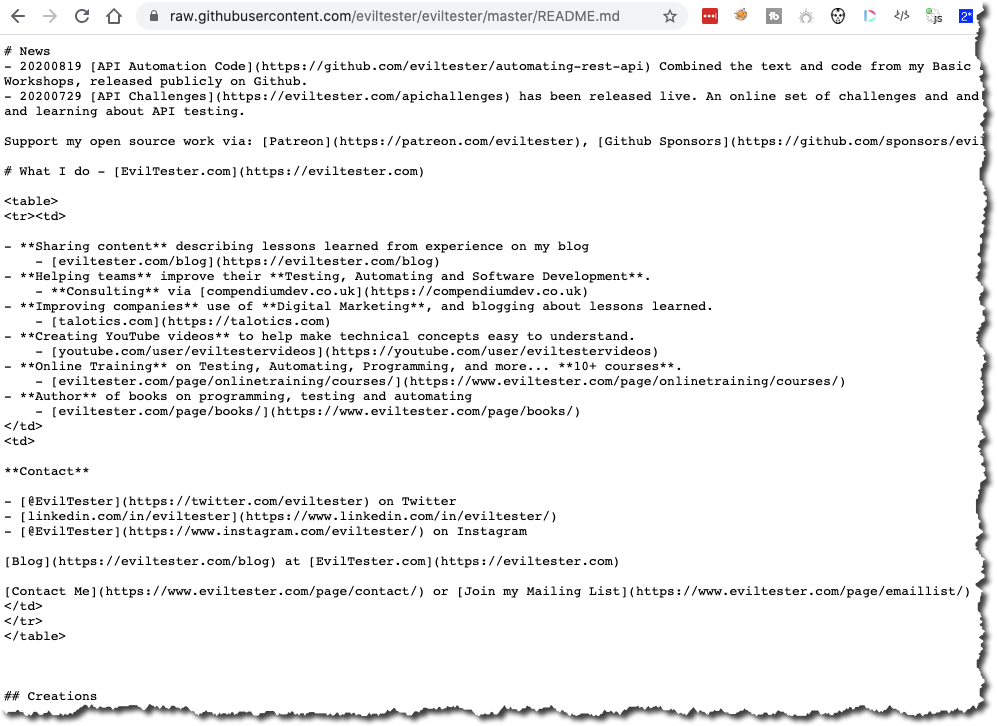 raw.githubusercontent.com/eviltester/eviltester/master/README.md
# News
- 20200819 [API Automation Code](https://github.com/eviltester/automating-rest-api) Combined the text and code from my Basic
Workshops, released publicly on Github.
- 20200729 [API Challenges](https://eviltester.com/apichallenges) has been released live. An online set of challenges and and
and learning about API testing.
Support my open source work via: [Patreon](https://patreon.com/eviltester), [Github Sponsors](https://github.com/sponsors/evil
# What I do - [EvilTester.com](https://eviltester.com)
<table>
<tr><td>
- **Sharing content** describing lessons learned from experience on my blog
    - [eviltester.com/blog](https://eviltester.com/blog)
- **Helping teams** improve their **Testing, Automating and Software Development**.
    - **Consulting** via [compendiumdev.co.uk](https://compendiumdev.co.uk)
- **Improving companies** use of **Digital Marketing**, and blogging about lessons learned.
    - [talotics.com](https://talotics.com)
- **Creating YouTube videos** to help make technical concepts easy to understand.
    - [youtube.com/user/eviltestervideos](https://youtube.com/user/eviltestervideos)
- **Online Training** on Testing, Automating, Programming, and more... **10+ courses**.
    - [eviltester.com/page/onlinetraining/courses/](https://www.eviltester.com/page/onlinetraining/courses/)
- **Author** of books on programming, testing and automating
    - [eviltester.com/page/books/](https://www.eviltester.com/page/books/)
</td>
<td>
**Contact**
- [@EvilTester](https://twitter.com/eviltester) on Twitter
- [linkedin.com/in/eviltester](https://www.linkedin.com/in/eviltester/)
- [@EvilTester](https://www.instagram.com/eviltester/) on Instagram
[Blog](https://eviltester.com/blog) at [EvilTester.com](https://eviltester.com)
[Contact Me](https://www.eviltester.com/page/contact/) or [Join my Mailing List](https://www.eviltester.com/page/emaillist/)
</td>
</tr>
</table>
## Creations